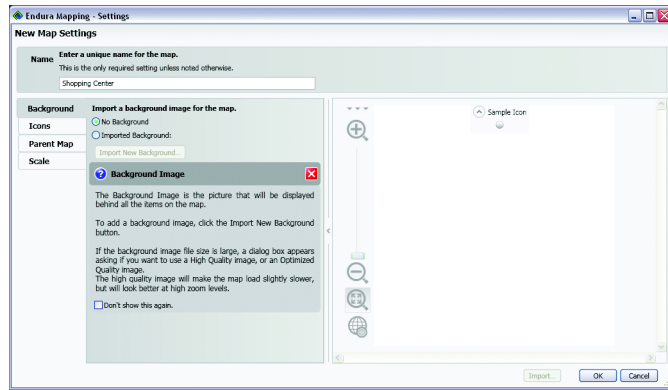 Endura Mapping - Settings
New Map Settings
Name
Enter a unique name for the map.
This is the only required setting unless noted otherwise.
Shopping Center
Background
Icons
Parent Map
Scale
Import a background image for the map.
No Background
Imported Background:
Import New Background...
Background Image
The Background Image is the picture that will be displayed
behind all the items on the map.
To add a background image, click the Import New Background
button.
If the background image file size is large, a dialog box appears
asking if you want to use a High Quality image, or an Optimized
Quality image.
The high quality image will make the map load slightly slower,
but will look better at high zoom levels.
Don't show this again.
Sample Icon
Import...
OK
Cancel